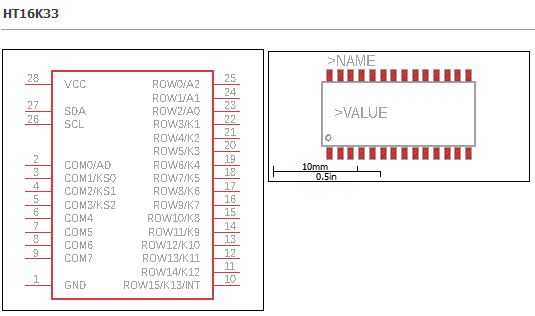 HT16K33
28 VCC ROW0/A2 25
ROW1/A1 24
27 SDA ROW2/A0 23
26 SCL ROW3/K1 22
ROW4/K2 21
ROW5/K3 20
2 COM0/AD ROW6/K4 19
3 COM1/KS0 ROW7/K5 18
4 COM2/KS1 ROW8/K6 17
5 COM3/KS2 ROW9/K7 16
6 COM4 ROW10/K8 15
7 COM5 ROW11/K9 14
8 COM6 ROW12/K10 13
9 COM7 ROW13/K11 12
ROW14/K12 11
1 GND ROW15/K13/INT 10
>NAME
>VALUE
10mm
0.5in